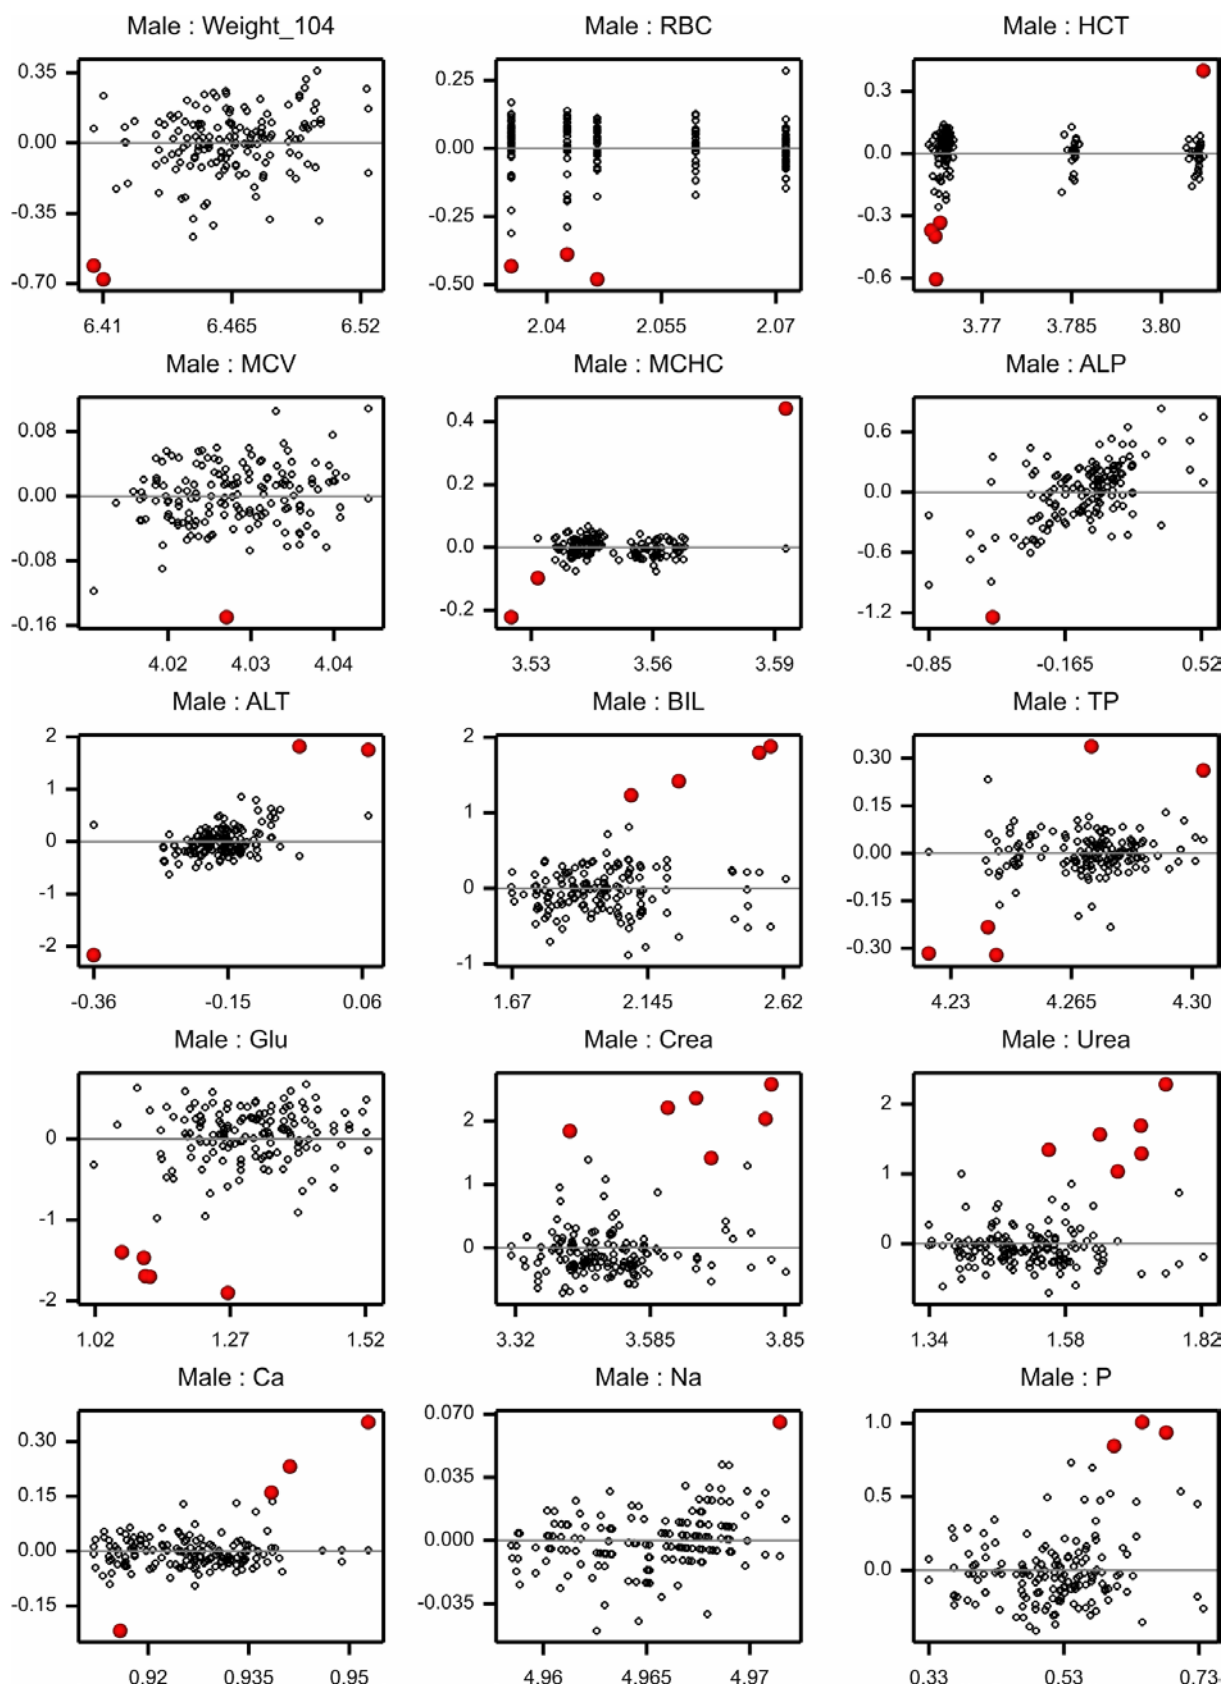 Male : Weight_104 Male : RBC Male : HCT
0.35 0.25 0.3
0.00 0.00 0.0
-0.35 -0.25 -0.3
-0.70 -0.50 -0.6
6.41 6.465 6.52 2.04 2.055 2.07 3.77 3.785 3.80
Male : MCV Male : MCHC Male : ALP
0.08 0.4 0.6
0.00 0.2 0.0
-0.08 0.0 -0.6
-0.16 -0.2 -1.2
4.02 4.03 4.04 3.53 3.56 3.59 -0.85 -0.165 0.52
Male : ALT Male : BIL Male : TP
2 2 0.30
1 1 0.15
0 0 0.00
-1 -0.15
-2 -1 -0.30
-0.36 -0.15 0.06 1.67 2.145 2.62 4.23 4.265 4.30
Male : Glu Male : Crea Male : Urea
0 2 2
-1 1 1
-2 0 0
1.02 1.27 1.52 3.32 3.585 3.85 1.34 1.58 1.82
Male : Ca Male : Na Male : P
0.30 0.070 1.0
0.15 0.035 0.5
0.00 0.000 0.0
-0.15 -0.035
0.92 0.935 0.95 4.96 4.965 4.97 0.33 0.53 0.73